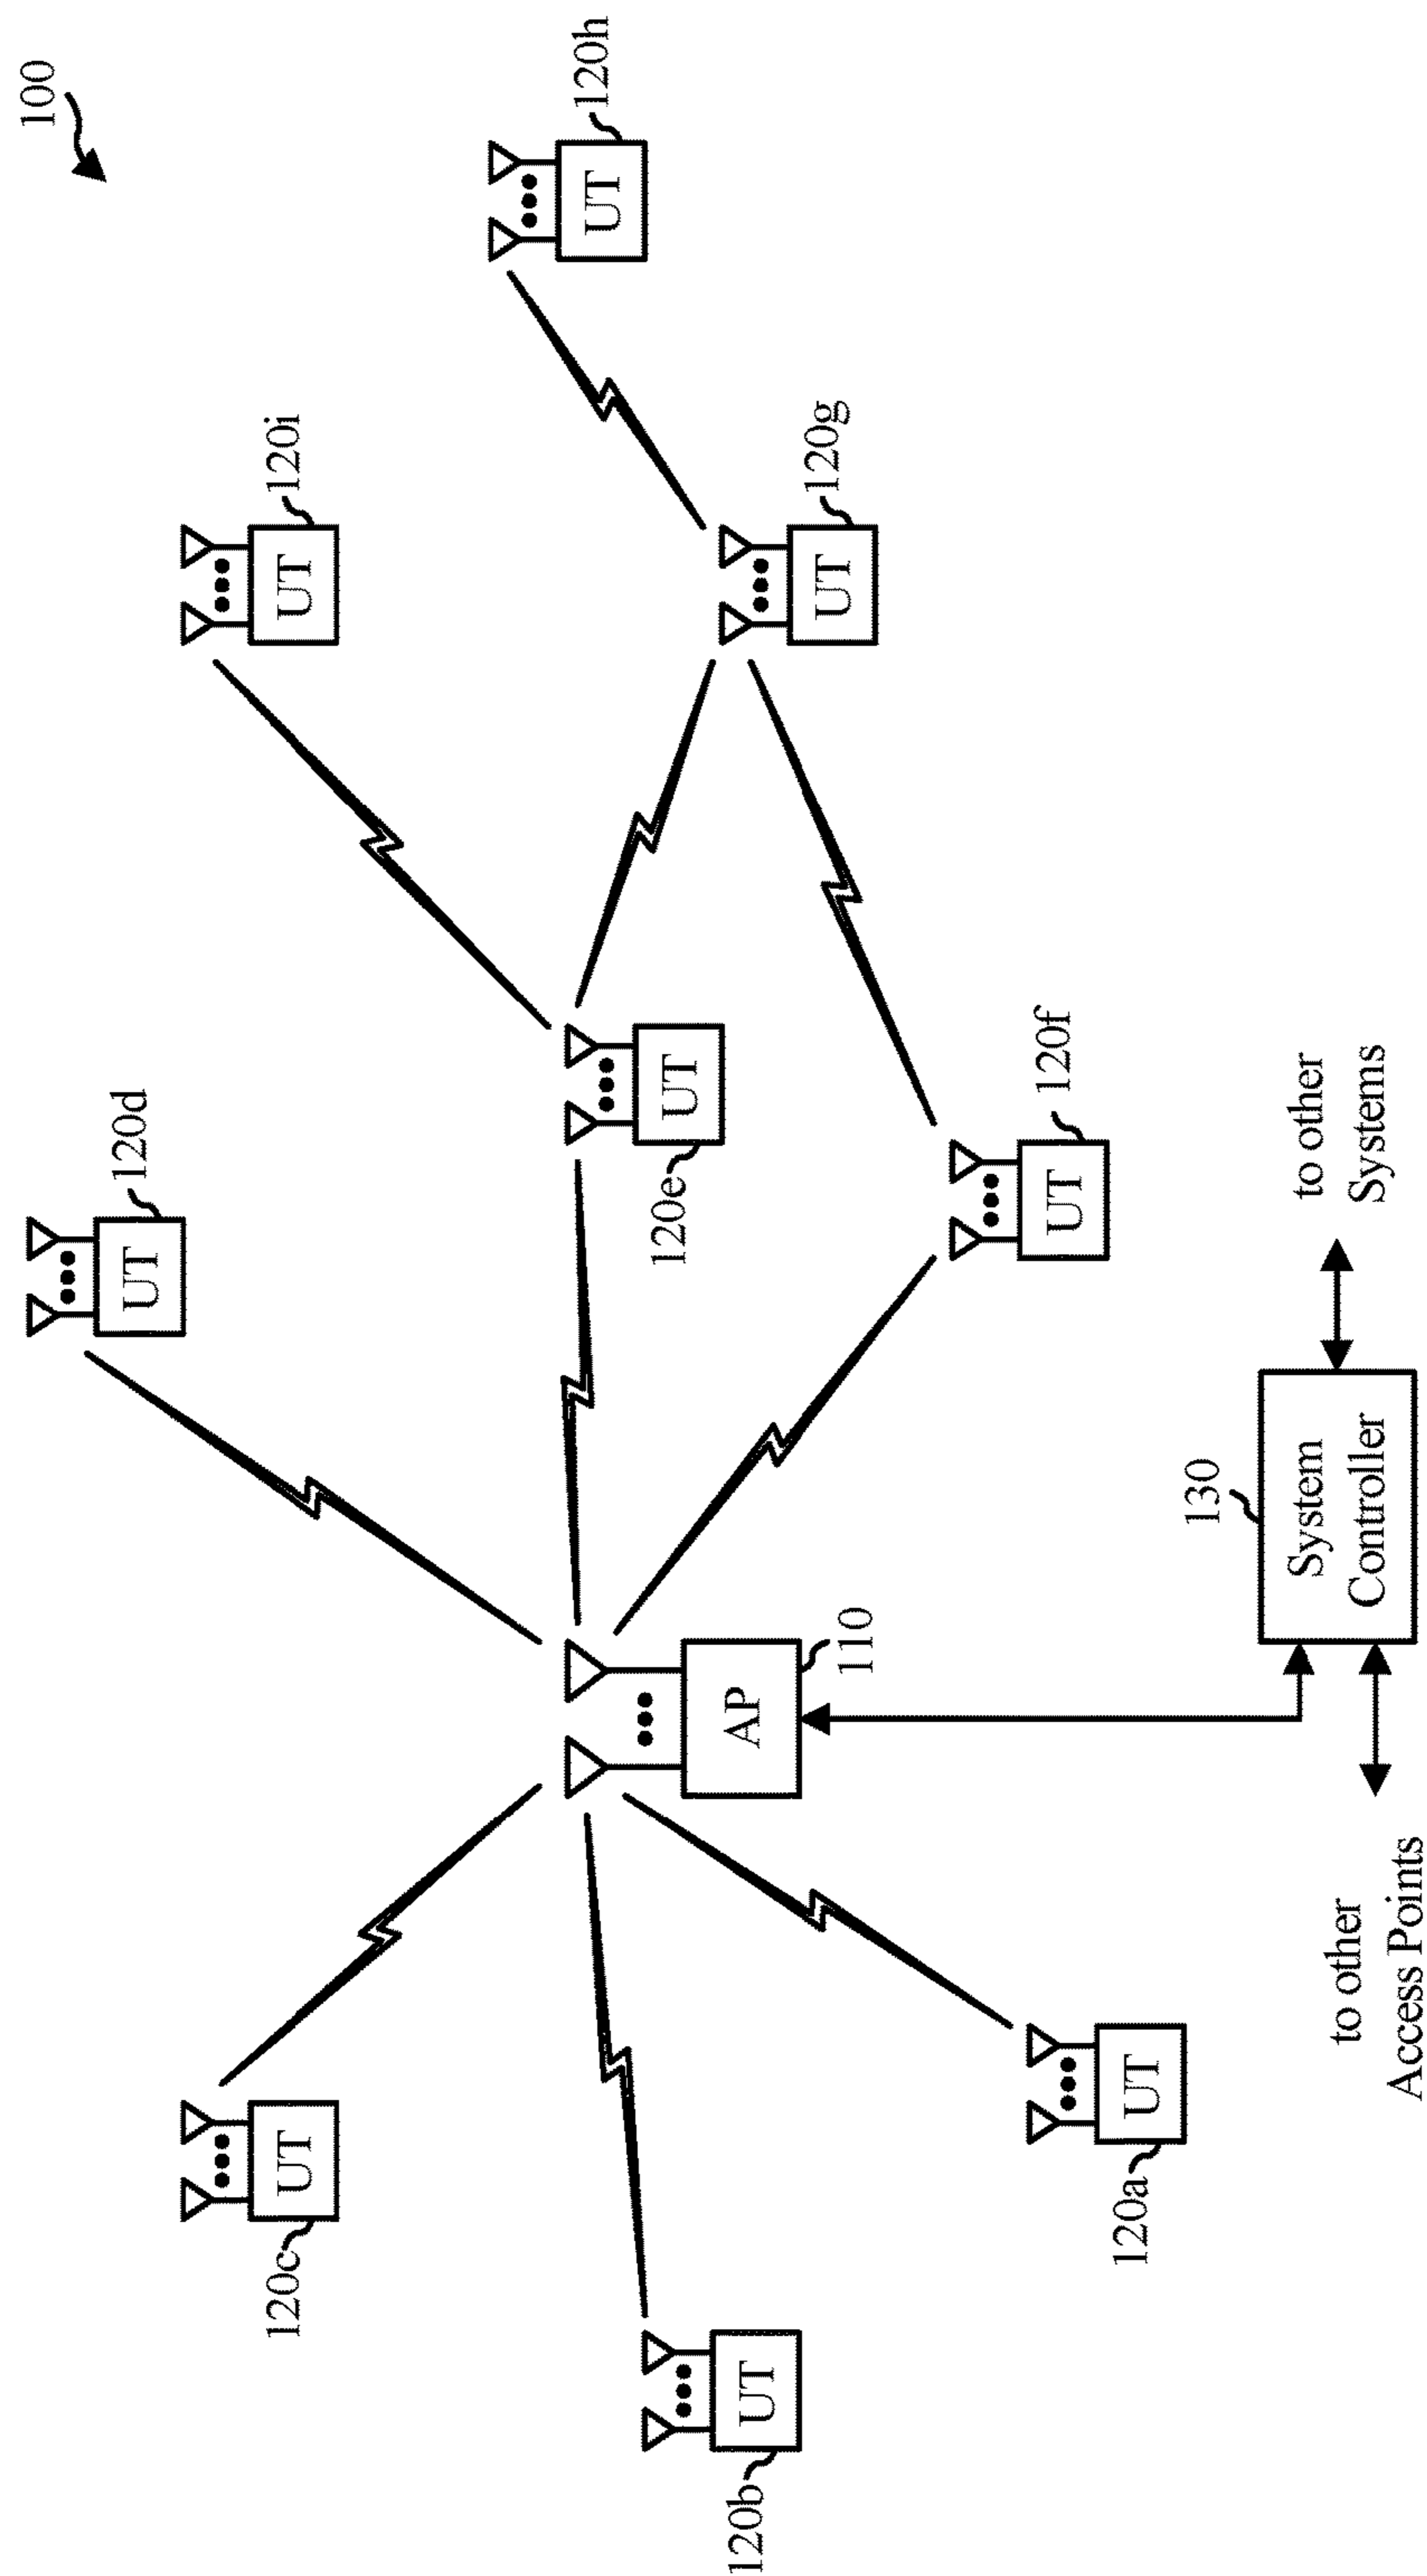 100
120d
UT
120i
UT
120c
UT
120h
UT
120e
UT
120b
UT
AP
110
120g
UT
120f
UT
120a
UT
130
System
Controller
to other
Systems
to other
Access Points